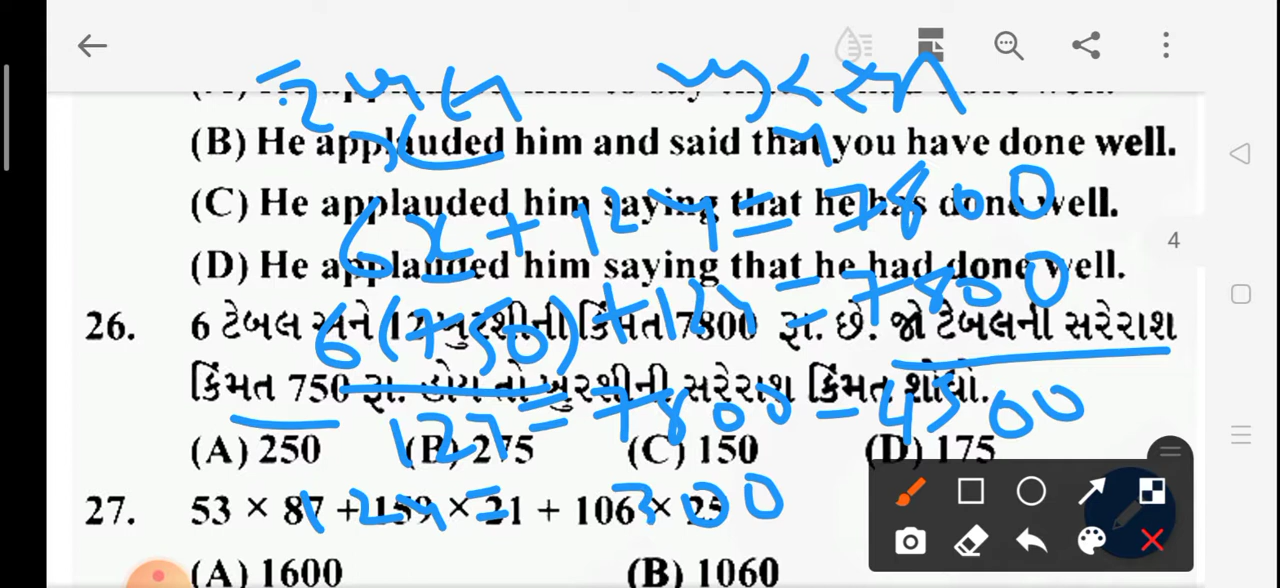 (B) He applauded him and said that you have done well.
(C) He applauded him saying that he has done well.
(D) He applauded him saying that he had done well.
4
26. 6 ટેબલ અને 12 ખુરશીની કિંમત 7800 રૂા. છે. જો ટેબલની સરેરાશ
કિંમત 750 રૂા. હોય તો ખુરશીની સરેરાશ કિંમત શોધો.
(A) 250 (B) 275 (C) 150 (D) 175
27. 53 × 87 + 159 × 21 + 106 × 25
(A) 1600 (B) 1060
ટેબલ ખુરશી
x y
6x + 12y = 7800
6(750) + 12y = 7800
12y = 7800 - 4500
12y = 3300